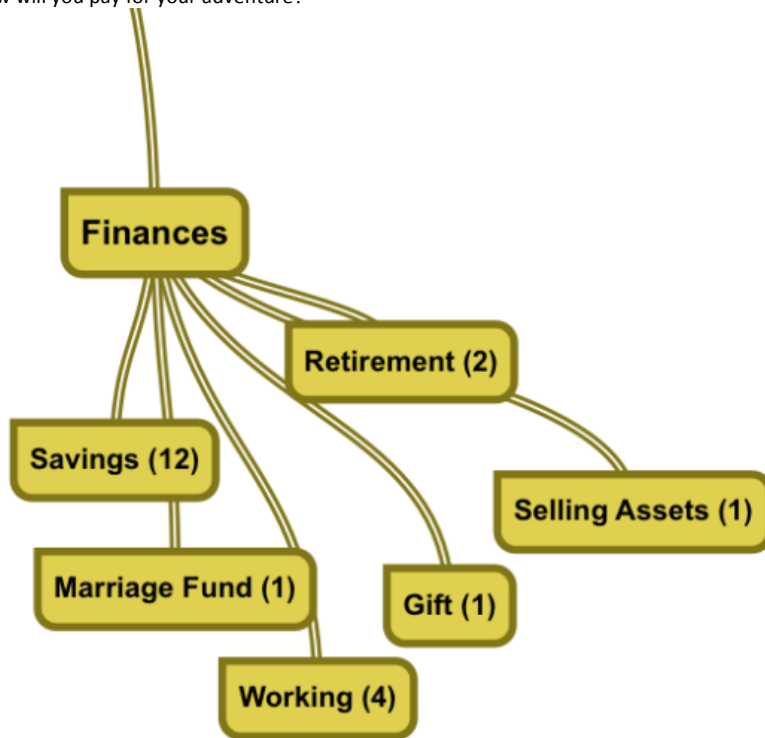 will you pay for your adventure?
Finances
Retirement (2)
Savings (12)
Selling Assets (1)
Marriage Fund (1)
Gift (1)
Working (4)